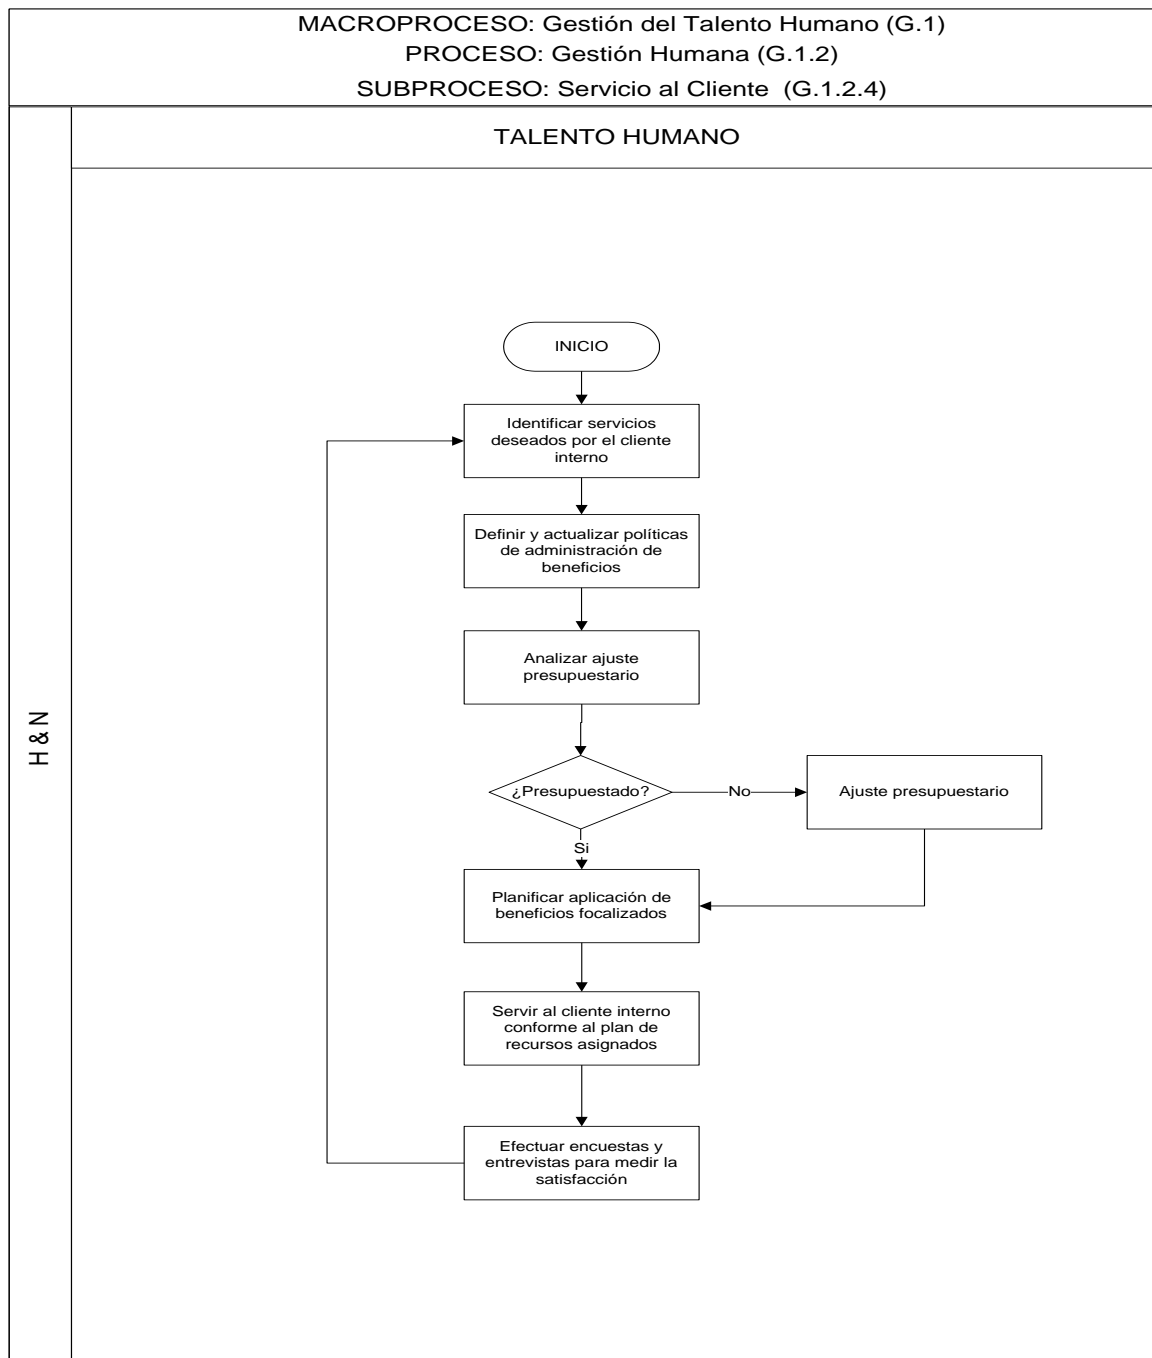 MACROPROCESO: Gestión del Talento Humano (G.1)
PROCESO: Gestión Humana (G.1.2)
SUBPROCESO: Servicio al Cliente (G.1.2.4)
TALENTO HUMANO
H & N
INICIO
Identificar servicios
deseados por el cliente
interno
Definir y actualizar políticas
de administración de
beneficios
Analizar ajuste
presupuestario
¿Presupuestado?
No
Ajuste presupuestario
Si
Planificar aplicación de
beneficios focalizados
Servir al cliente interno
conforme al plan de
recursos asignados
Efectuar encuestas y
entrevistas para medir la
satisfacción